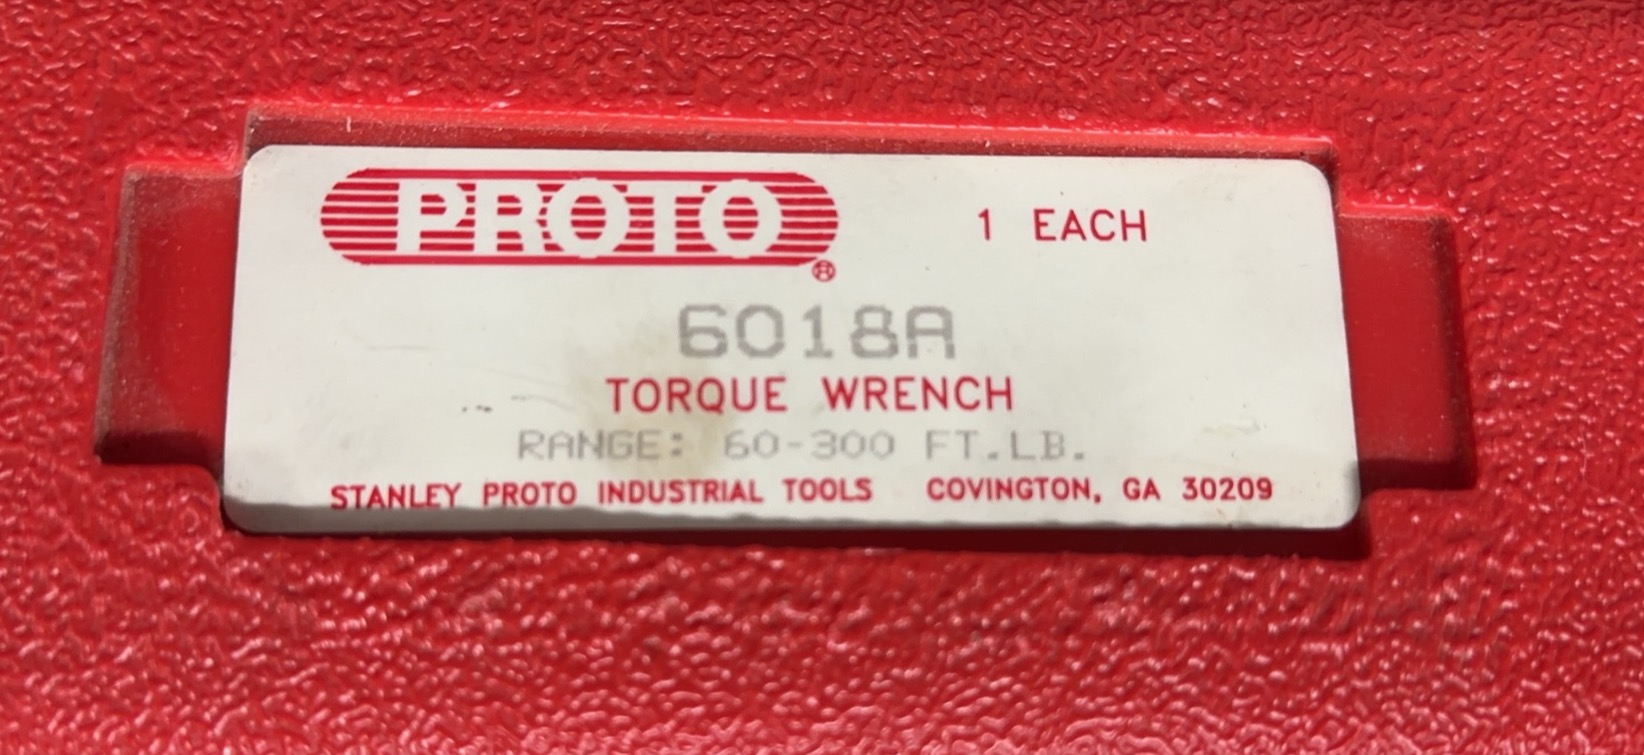 PROTO® 1 EACH
6018A
TORQUE WRENCH
RANGE: 60-300 FT.LB.
STANLEY PROTO INDUSTRIAL TOOLS COVINGTON, GA 30209